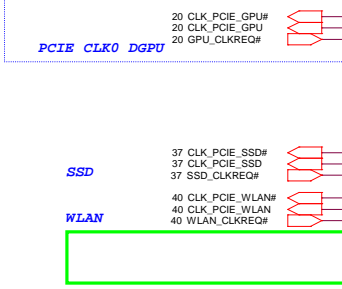 20 CLK_PCIE_GPU#
20 CLK_PCIE_GPU
20 GPU_CLKREQ#
PCIE CLK0 DGPU
37 CLK_PCIE_SSD#
37 CLK_PCIE_SSD
37 SSD_CLKREQ#
SSD
40 CLK_PCIE_WLAN#
40 CLK_PCIE_WLAN
40 WLAN_CLKREQ#
WLAN